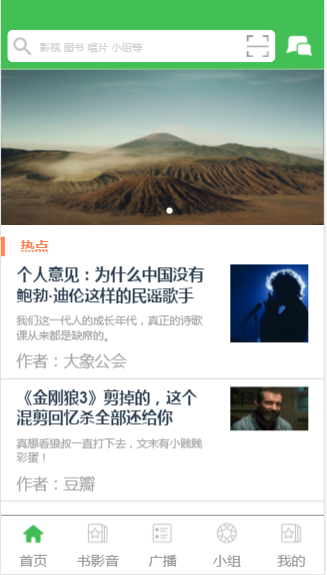 影视 图书 唱片 小组等
热点
个人意见：为什么中国没有
鲍勃·迪伦这样的民谣歌手
我们这一代人的成长年代，真正的诗歌
课从来都是缺席的。
作者：大象公会
《金刚狼3》剪掉的，这个
混剪回忆杀全部还给你
真想看狼叔一直打下去，文末有小贱贱
彩蛋！
作者：豆瓣
首页 书影音 广播 小组 我的